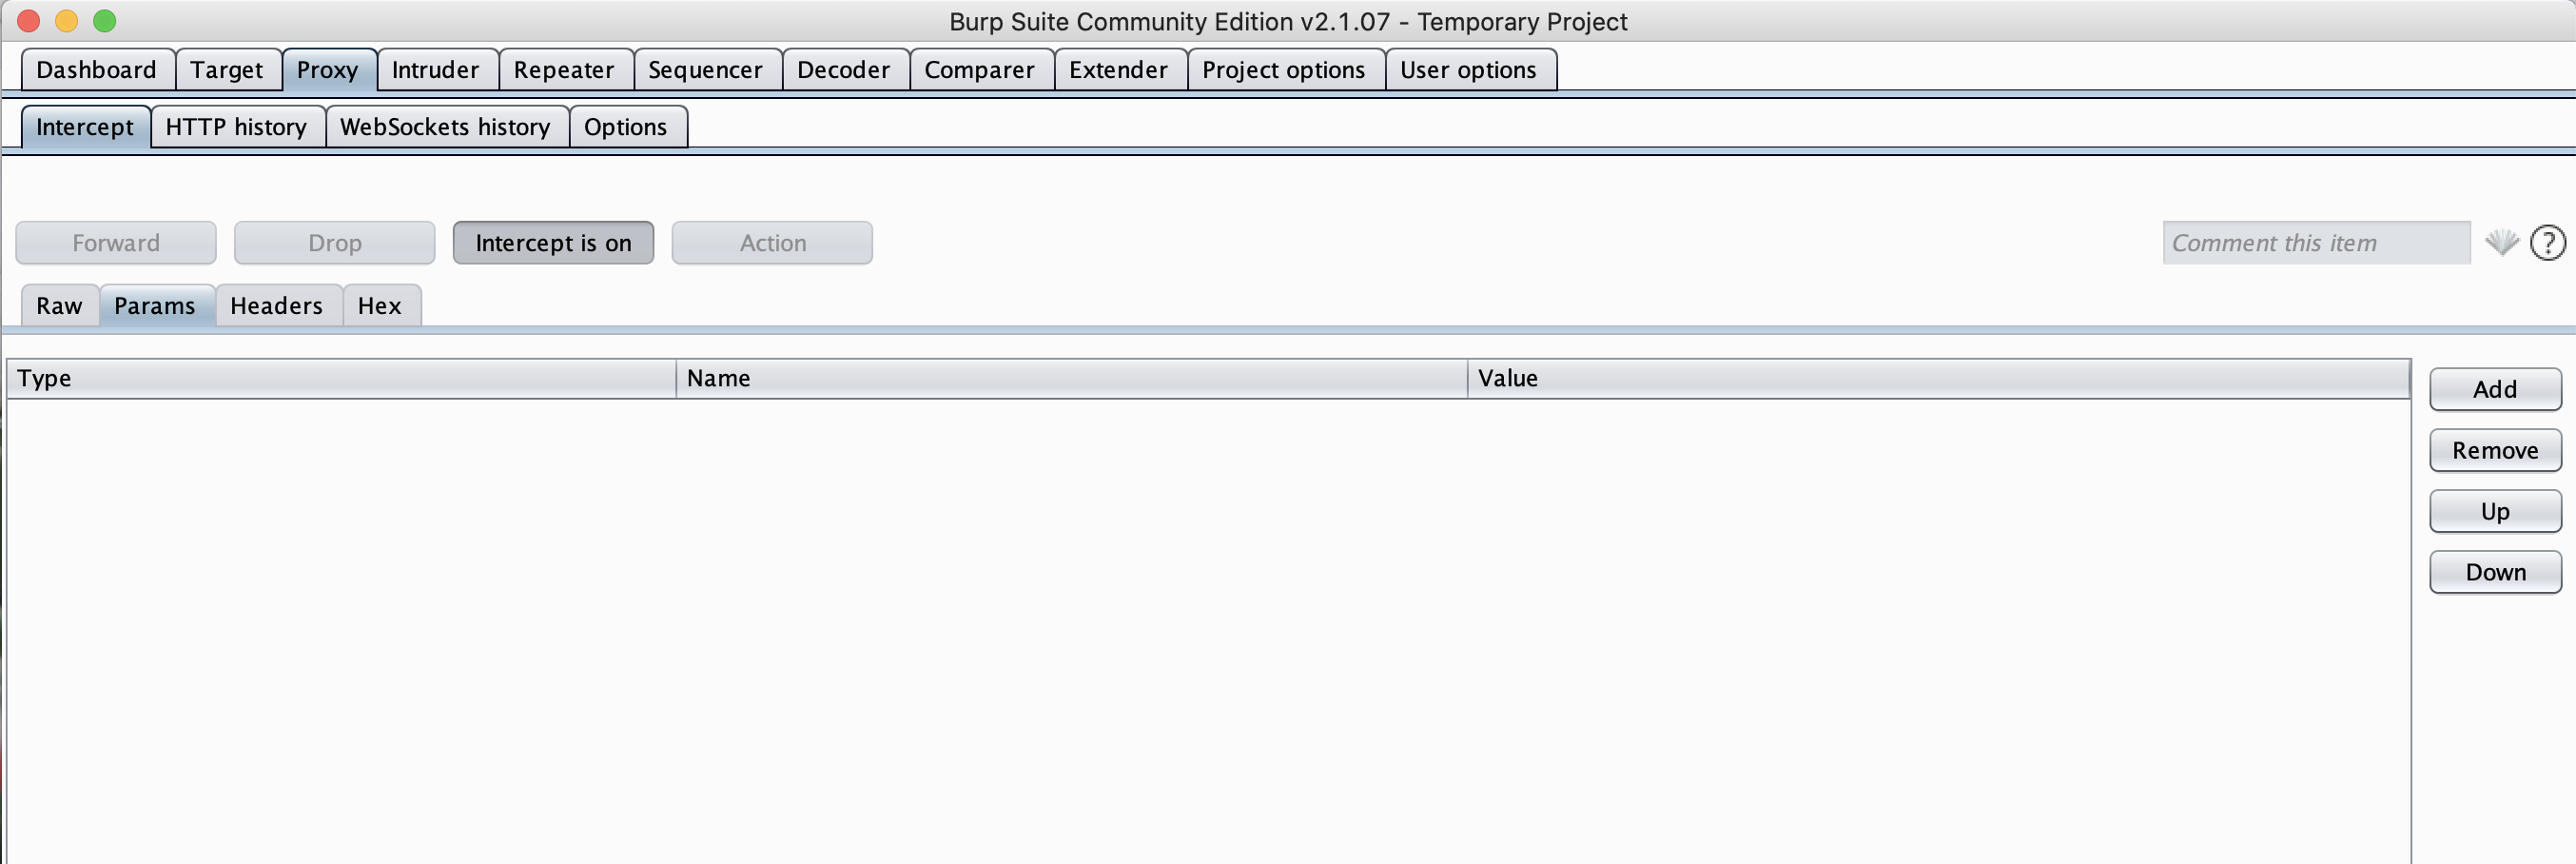 Burp Suite Community Edition v2.1.07 - Temporary Project
Dashboard Target Proxy Intruder Repeater Sequencer Decoder Comparer Extender Project options User options
Intercept HTTP history WebSockets history Options
Forward Drop Intercept is on Action Comment this item ?
Raw Params Headers Hex
Type Name Value
Add
Remove
Up
Down